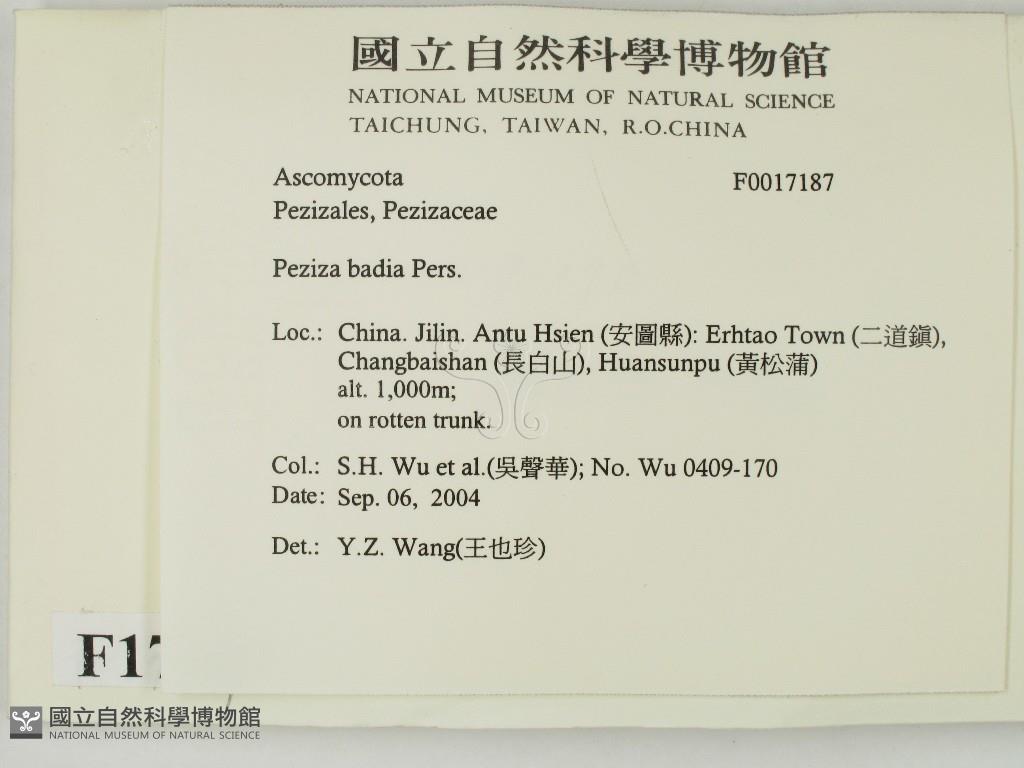 國立自然科學博物館
NATIONAL MUSEUM OF NATURAL SCIENCE
TAICHUNG, TAIWAN, R.O.CHINA
Ascomycota F0017187
Pezizales, Pezizaceae
Peziza badia Pers.
Loc.: China. Jilin. Antu Hsien (安圖縣): Erhtao Town (二道鎭),
Changbaishan (長白山), Huansunpu (黃松蒲)
alt. 1,000m;
on rotten trunk.
Col.: S.H. Wu et al.(吳聲華); No. Wu 0409-170
Date: Sep. 06, 2004
Det.: Y.Z. Wang(王也珍)
F17
國立自然科學博物館
NATIONAL MUSEUM OF NATURAL SCIENCE